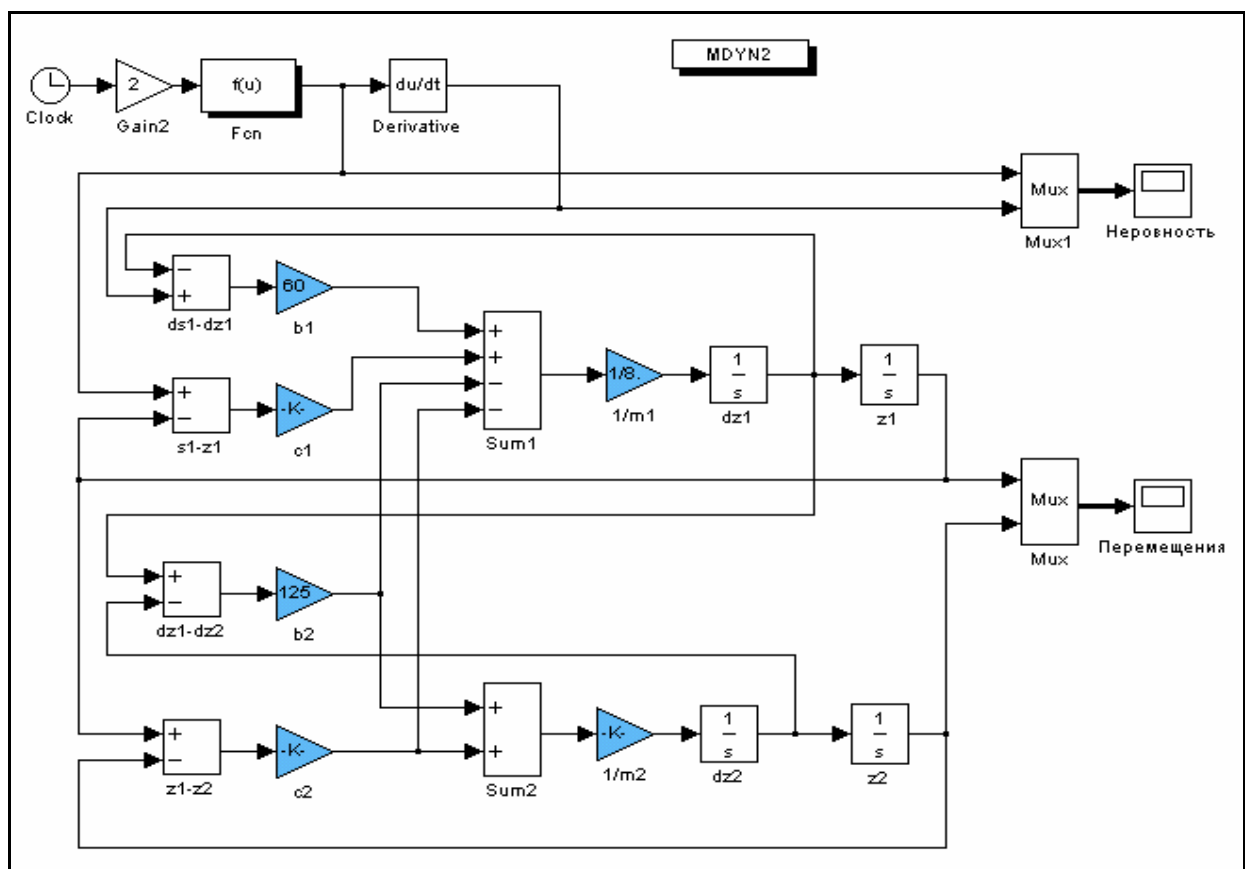 MDYN2
2
f(u)
du/dt
Clock
Gain2
Fcn
Derivative
Mux
Mux1
Неровность
−
+
ds1-dz1
60
b1
+
−
s1-z1
-K-
c1
+
+
−
−
Sum1
1/8.
1/m1
1
s
dz1
1
s
z1
Mux
Mux
Перемещения
+
−
dz1-dz2
125
b2
+
−
z1-z2
-K-
c2
+
+
Sum2
-K-
1/m2
1
s
dz2
1
s
z2